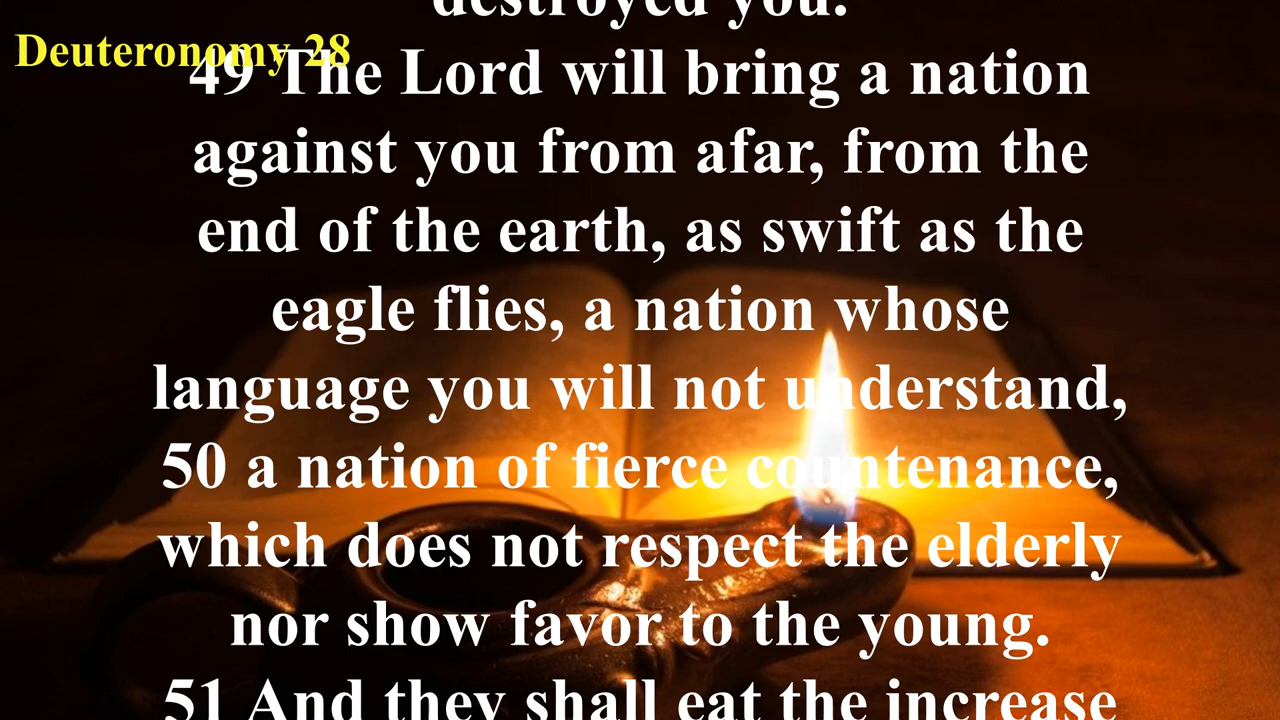 destroyed you.
Deuteronomy 28
49 The Lord will bring a nation
against you from afar, from the
end of the earth, as swift as the
eagle flies, a nation whose
language you will not understand,
50 a nation of fierce countenance,
which does not respect the elderly
nor show favor to the young.
51 And they shall eat the increase